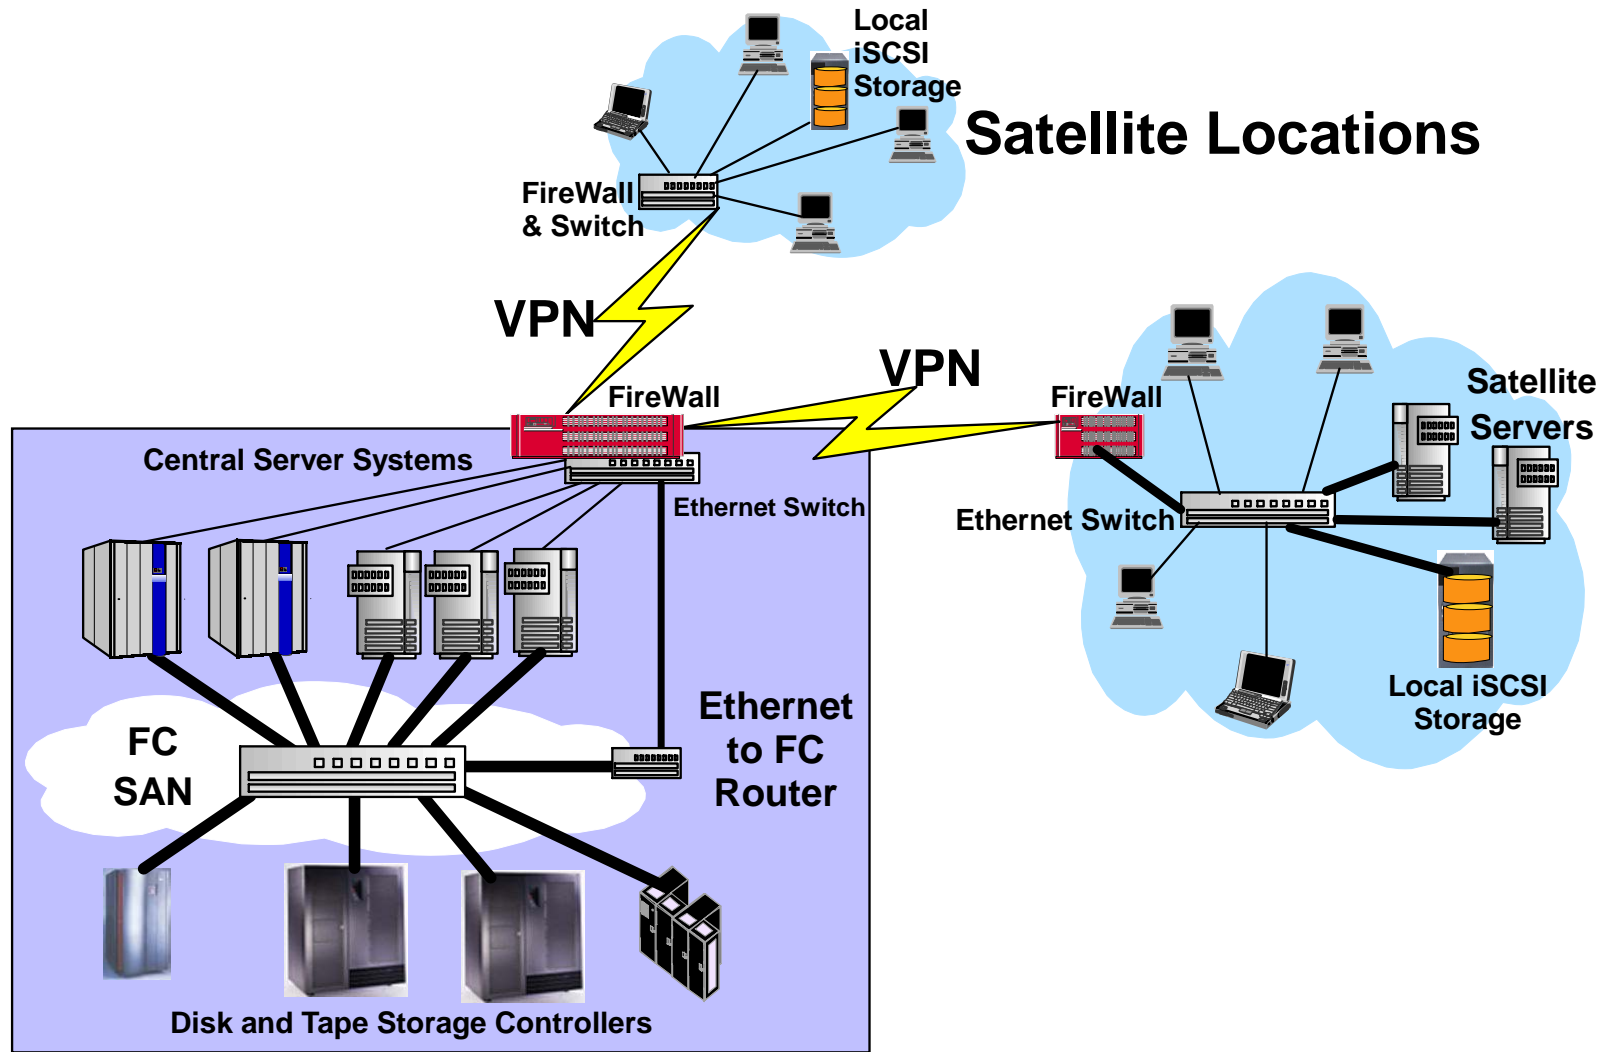 Local
iSCSI
Storage
Satellite Locations
FireWall
& Switch
VPN
VPN
FireWall
FireWall
Satellite
Servers
Central Server Systems
Ethernet Switch
Ethernet Switch
Local iSCSI
Storage
FC
SAN
Ethernet
to FC
Router
Disk and Tape Storage Controllers